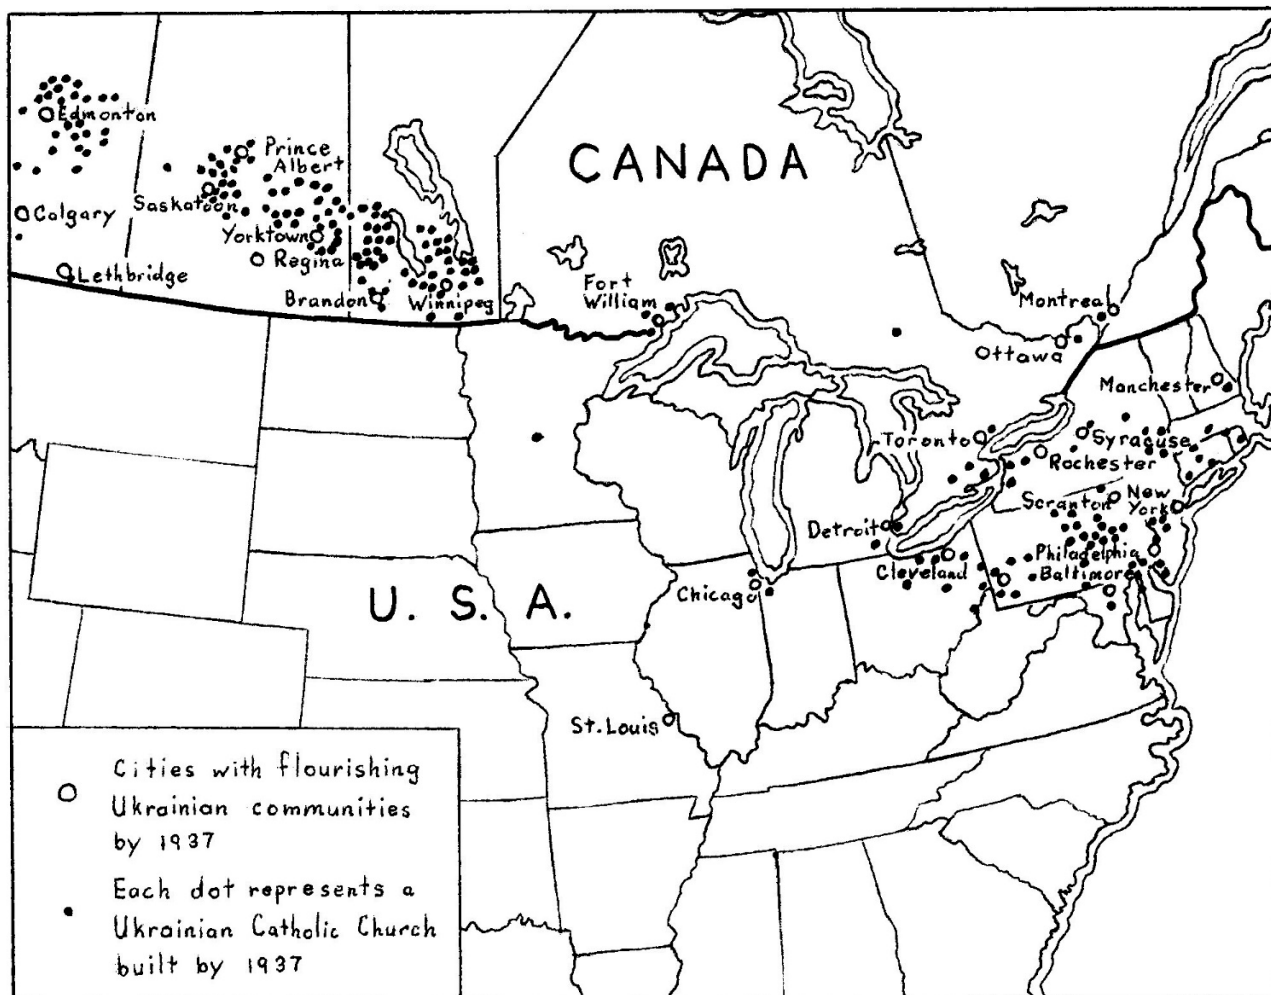 CANADA
Edmonton
Prince
Albert
Saskatoon
Calgary
Yorktown
Regina
Lethbridge
Brandon
Winnipeg
Fort
William
Montreal
Ottawa
Manchester
Toronto
Syracuse
Rochester
Scranton
New
York
Detroit
Philadelphia
Cleveland
Baltimore
Chicago
U. S. A.
St. Louis
Cities with flourishing
Ukrainian communities
by 1937
Each dot represents a
Ukrainian Catholic Church
built by 1937